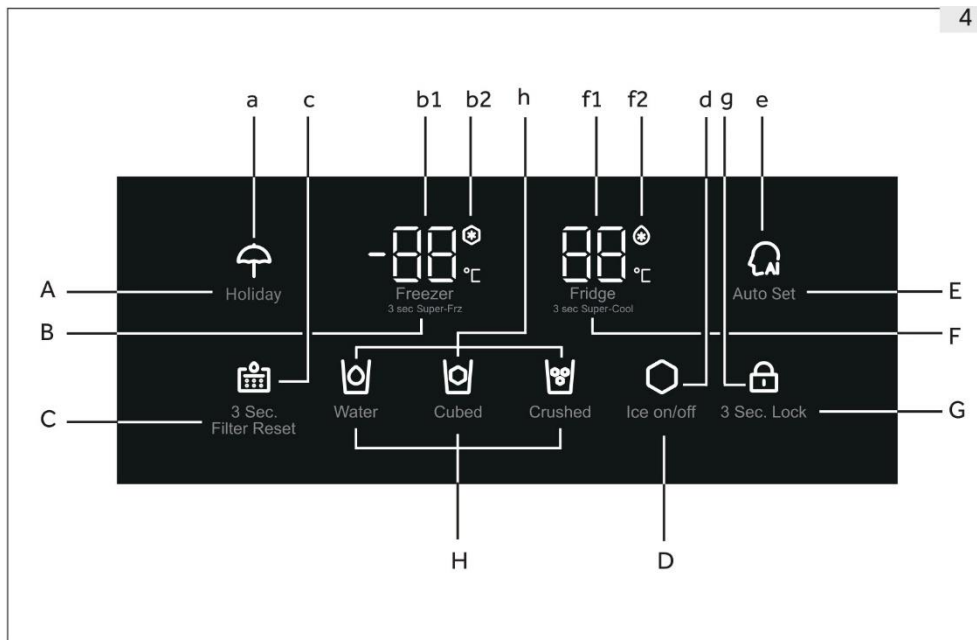 4
a
c
b1
b2
h
f1
f2
d
g
e
-88
°C
88
°C
AI
Holiday
Freezer
3 sec Super-Frz
Fridge
3 sec Super-Cool
Auto Set
A
B
E
F
3 Sec.
Filter Reset
Water
Cubed
Crushed
Ice on/off
3 Sec. Lock
C
G
H
D